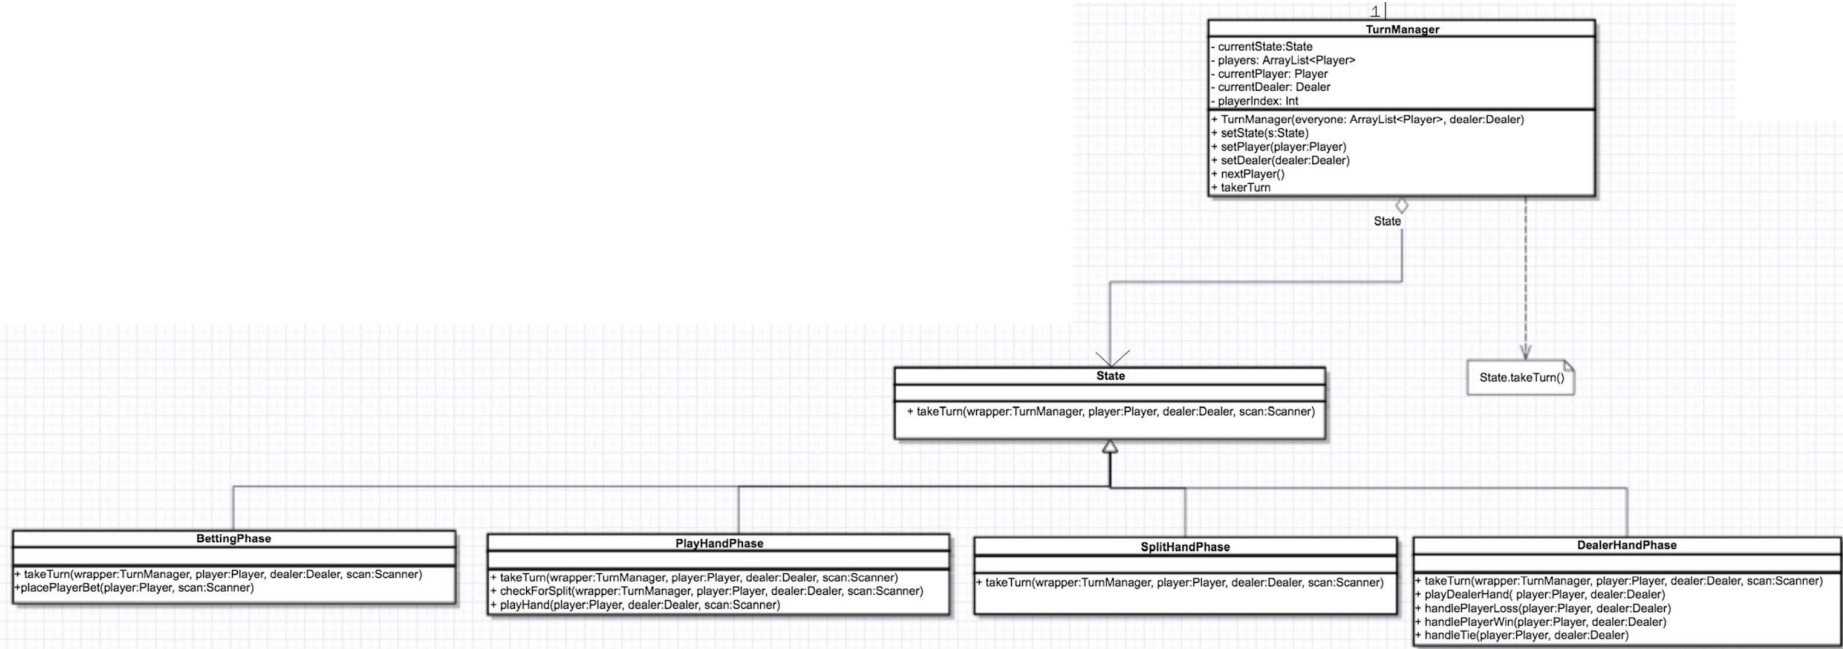 1
TurnManager
- currentState:State
- players: ArrayList<Player>
- currentPlayer: Player
- currentDealer: Dealer
- playerIndex: Int
+ TurnManager(everyone: ArrayList<Player>, dealer:Dealer)
+ setState(s:State)
+ setPlayer(player:Player)
+ setDealer(dealer:Dealer)
+ nextPlayer()
+ takerTurn
State
State.takeTurn()
State
+ takeTurn(wrapper:TurnManager, player:Player, dealer:Dealer, scan:Scanner)
BettingPhase
+ takeTurn(wrapper:TurnManager, player:Player, dealer:Dealer, scan:Scanner)
+placePlayerBet(player:Player, scan:Scanner)
PlayHandPhase
+ takeTurn(wrapper:TurnManager, player:Player, dealer:Dealer, scan:Scanner)
+ checkForSplit(wrapper:TurnManager, player:Player, dealer:Dealer, scan:Scanner)
+ playHand(player:Player, dealer:Dealer, scan:Scanner)
SplitHandPhase
+ takeTurn(wrapper:TurnManager, player:Player, dealer:Dealer, scan:Scanner)
DealerHandPhase
+ takeTurn(wrapper:TurnManager, player:Player, dealer:Dealer, scan:Scanner)
+ playDealerHand( player:Player, dealer:Dealer)
+ handlePlayerLoss(player:Player, dealer:Dealer)
+ handlePlayerWin(player:Player, dealer:Dealer)
+ handleTie(player:Player, dealer:Dealer)